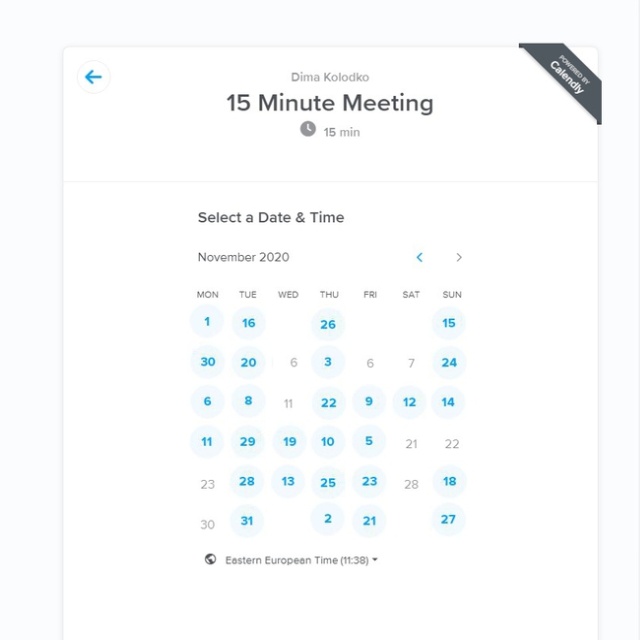 POWERED BY
Calendly
Dima Kolodko
15 Minute Meeting
15 min
Select a Date & Time
November 2020
MON TUE WED THU FRI SAT SUN
1 16 26 15
30 20 6 3 6 7 24
6 8 11 22 9 12 14
11 29 19 10 5 21 22
23 28 13 25 23 28 18
30 31 2 21 27
Eastern European Time (11:38)